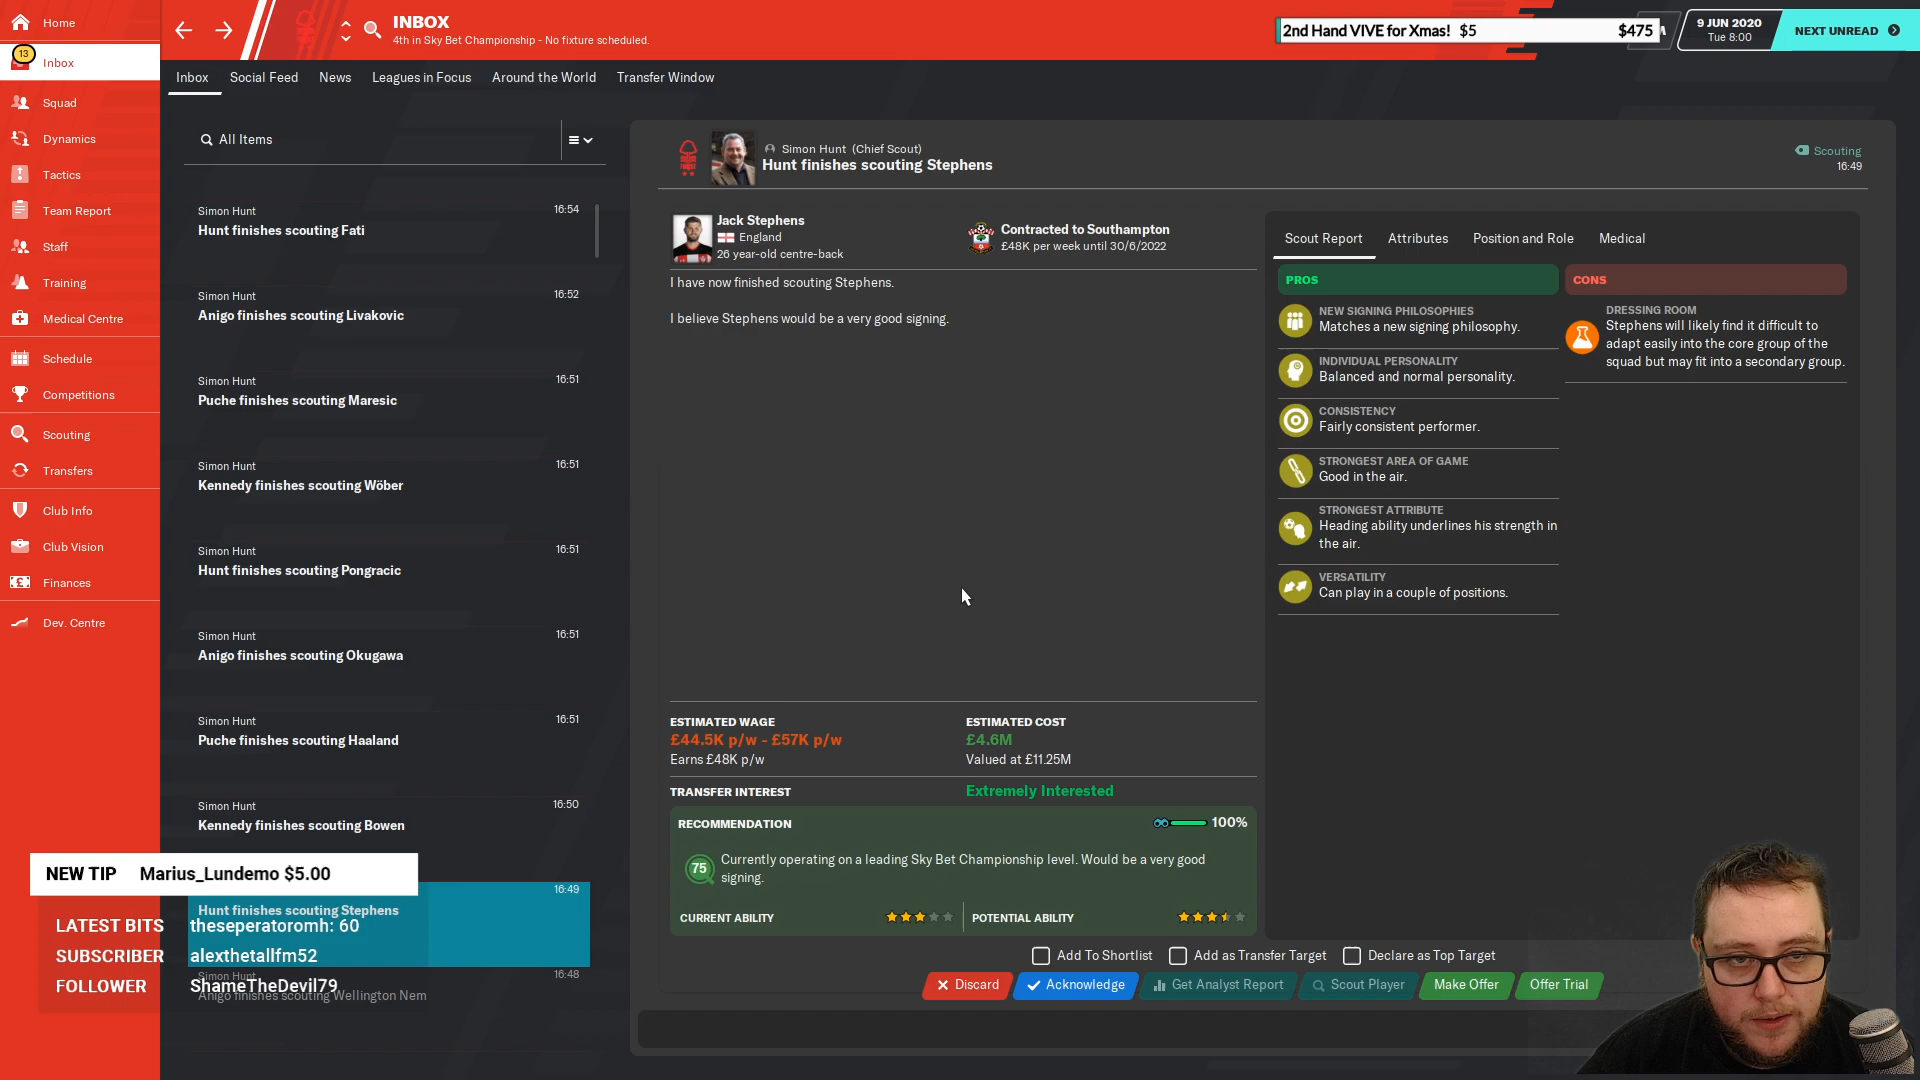 Home
13
Inbox
Squad
Dynamics
Tactics
Team Report
Staff
Training
Medical Centre
Schedule
Competitions
Scouting
Transfers
Club Info
Club Vision
Finances
Dev. Centre
INBOX
4th in Sky Bet Championship - No fixture scheduled.
2nd Hand VIVE for Xmas! $5 $475
9 JUN 2020
Tue 8:00
NEXT UNREAD
Inbox Social Feed News Leagues in Focus Around the World Transfer Window
All Items
Simon Hunt 16:54
Hunt finishes scouting Fati
Simon Hunt 16:52
Anigo finishes scouting Livakovic
Simon Hunt 16:51
Puche finishes scouting Maresic
Simon Hunt 16:51
Kennedy finishes scouting Wöber
Simon Hunt 16:51
Hunt finishes scouting Pongracic
Simon Hunt 16:51
Anigo finishes scouting Okugawa
Simon Hunt 16:51
Puche finishes scouting Haaland
Simon Hunt 16:50
Kennedy finishes scouting Bowen
16:49
Hunt finishes scouting Stephens
Simon Hunt 16:48
Anigo finishes scouting Wellington Nem
NEW TIP Marius_Lundemo $5.00
LATEST BITS theseperatoromh: 60
SUBSCRIBER alexthetallfm52
FOLLOWER ShameTheDevil79
Simon Hunt (Chief Scout)
Hunt finishes scouting Stephens
Scouting
16:49
Jack Stephens
England
26 year-old centre-back
Contracted to Southampton
£48K per week until 30/6/2022
I have now finished scouting Stephens.
I believe Stephens would be a very good signing.
ESTIMATED WAGE
£44.5K p/w - £57K p/w
Earns £48K p/w
ESTIMATED COST
£4.6M
Valued at £11.25M
TRANSFER INTEREST Extremely Interested
RECOMMENDATION 100%
75
Currently operating on a leading Sky Bet Championship level. Would be a very good
signing.
CURRENT ABILITY
POTENTIAL ABILITY
Scout Report Attributes Position and Role Medical
PROS
NEW SIGNING PHILOSOPHIES
Matches a new signing philosophy.
INDIVIDUAL PERSONALITY
Balanced and normal personality.
CONSISTENCY
Fairly consistent performer.
STRONGEST AREA OF GAME
Good in the air.
STRONGEST ATTRIBUTE
Heading ability underlines his strength in
the air.
VERSATILITY
Can play in a couple of positions.
CONS
DRESSING ROOM
Stephens will likely find it difficult to
adapt easily into the core group of the
squad but may fit into a secondary group.
Add To Shortlist Add as Transfer Target Declare as Top Target
Discard Acknowledge Get Analyst Report Scout Player Make Offer Offer Trial